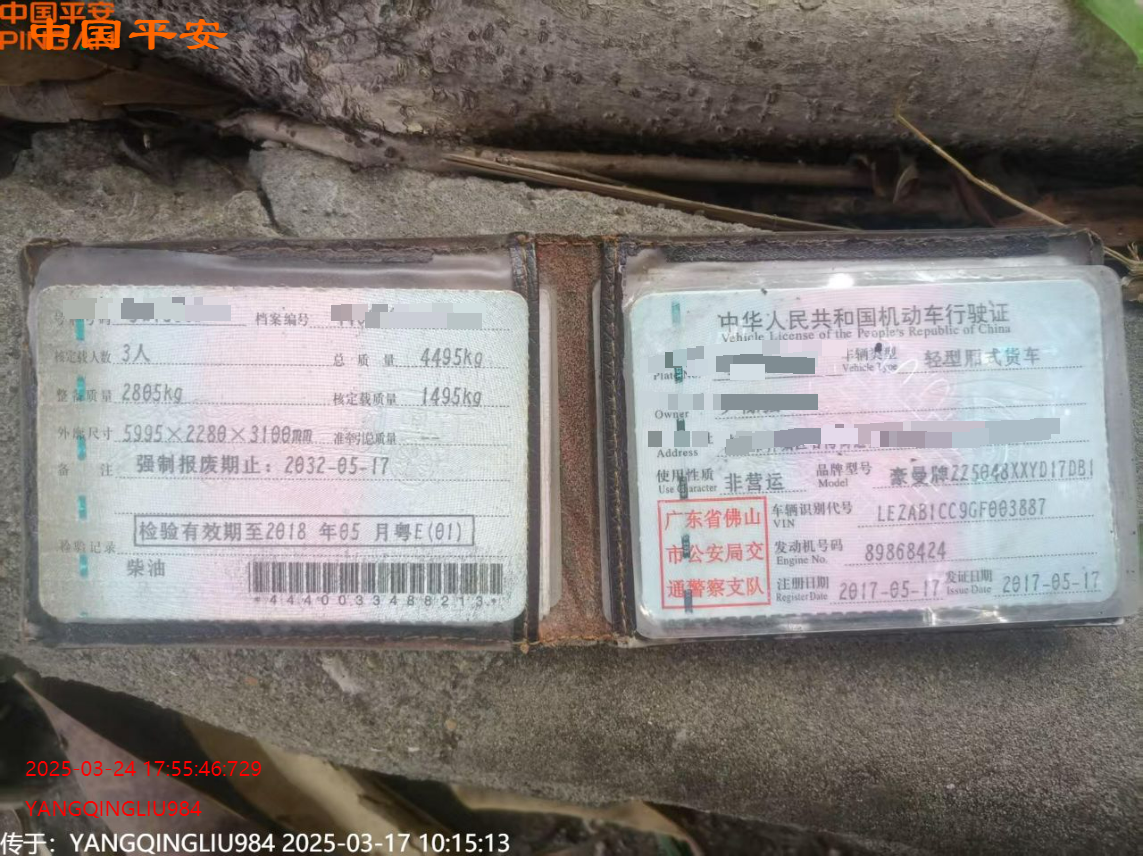 中国平安
PING AN
中国平安
档案编号
核定载人数 3人
总质量 4495kg
整备质量 2805kg
核定载质量 1495kg
外廓尺寸 5995×2280×3100mm 准牵引总质量 --
备注 强制报废期止：2032-05-17
检验有效期至2018 年05 月粤E(01)
检验记录
柴油
*4440033488213*
中华人民共和国机动车行驶证
Vehicle License of the People's Republic of China
Plate No.
车辆类型 轻型厢式货车
Vehicle Type
Owner
Address
使用性质 非营运
Use Character
品牌型号 豪曼牌ZZ5048XXYD17DB1
Model
广东省佛山
市公安局交
通警察支队
车辆识别代号 LEZAB1CC9GF003887
VIN
发动机号码 89868424
Engine No.
注册日期 2017-05-17 发证日期 2017-05-17
Register Date Issue Date
2025-03-24 17:55:46:729
YANGQINGLIU984
传于：YANGQINGLIU984 2025-03-17 10:15:13